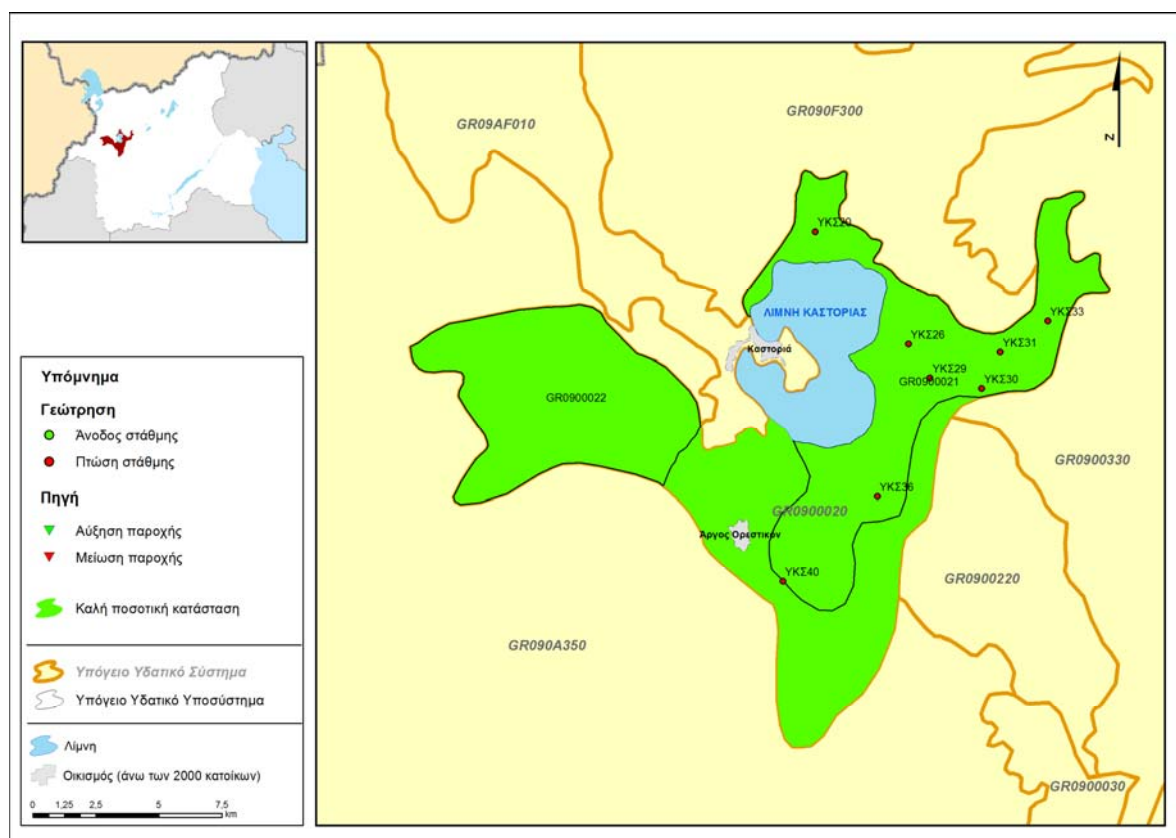 Υπόμνημα
Γεώτρηση
Άνοδος στάθμης
Πτώση στάθμης
Πηγή
Αύξηση παροχής
Μείωση παροχής
Καλή ποσοτική κατάσταση
Υπόγειο Υδατικό Σύστημα
Υπόγειο Υδατικό Υποσύστημα
Λίμνη
Οικισμός (άνω των 2000 κατοίκων)
0 1,25 2,5 5 7,5
km
N
GR09AF010
GR090F300
ΥΚΣ20
ΛΙΜΝΗ ΚΑΣΤΟΡΙΑΣ
ΥΚΣ33
ΥΚΣ26
Καστοριά
ΥΚΣ31
ΥΚΣ29
GR0900021
ΥΚΣ30
GR0900022
GR0900330
ΥΚΣ36
GR0900020
Άργος Ορεστικόν
ΥΚΣ40
GR0900220
GR090A350
GR0900030